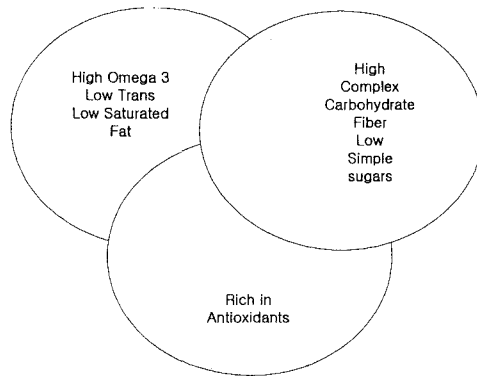 High Omega 3
Low Trans
Low Saturated
Fat
High
Complex
Carbohydrate
Fiber
Low
Simple
sugars
Rich in
Antioxidants